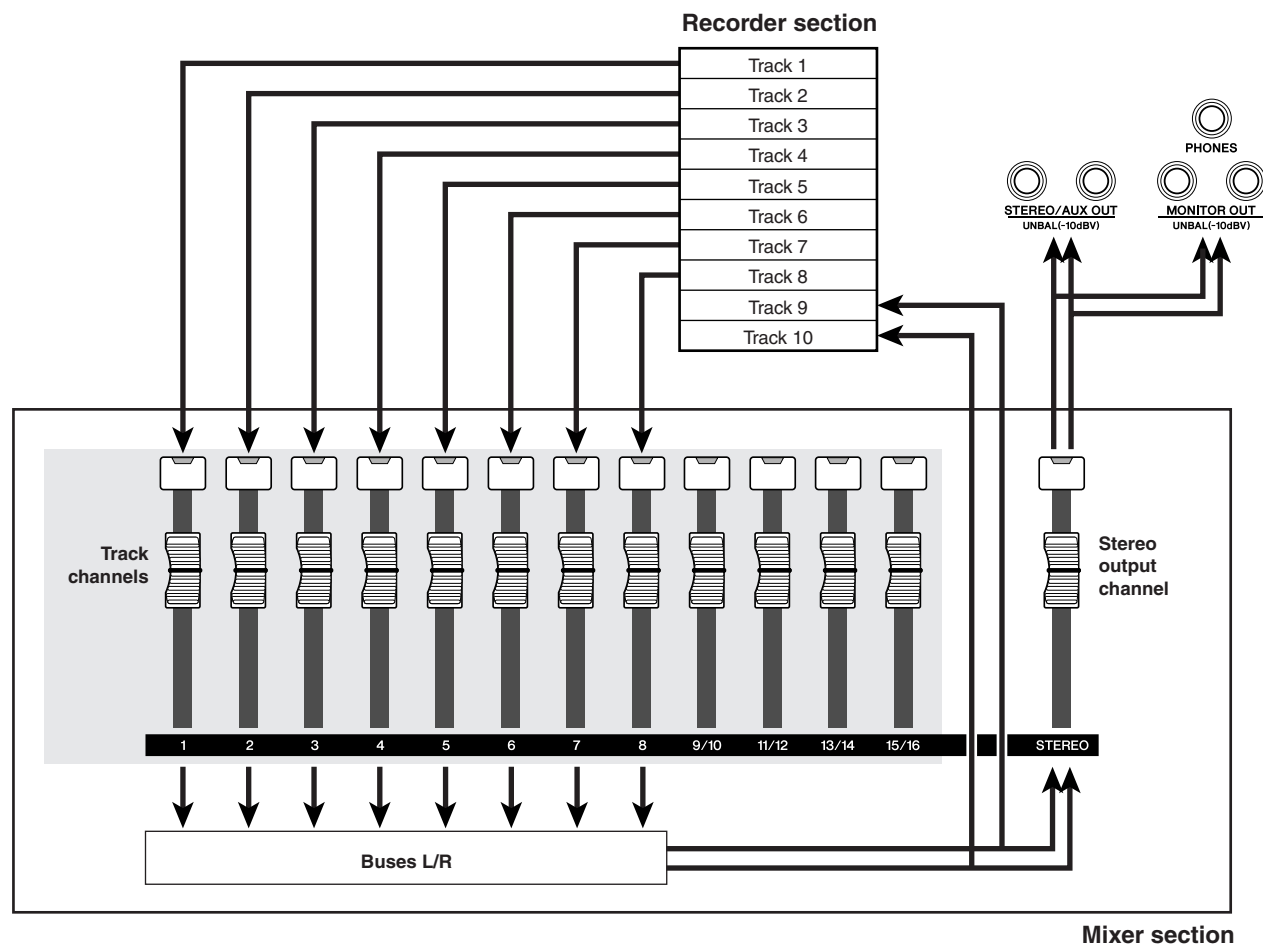 Recorder section
Track 1
Track 2
Track 3
Track 4
Track 5
Track 6
Track 7
Track 8
Track 9
Track 10
PHONES
STEREO/AUX OUT
UNBAL(-10dBV)
MONITOR OUT
UNBAL(-10dBV)
Track
channels
Stereo
output
channel
1 2 3 4 5 6 7 8 9/10 11/12 13/14 15/16 STEREO
Buses L/R
Mixer section